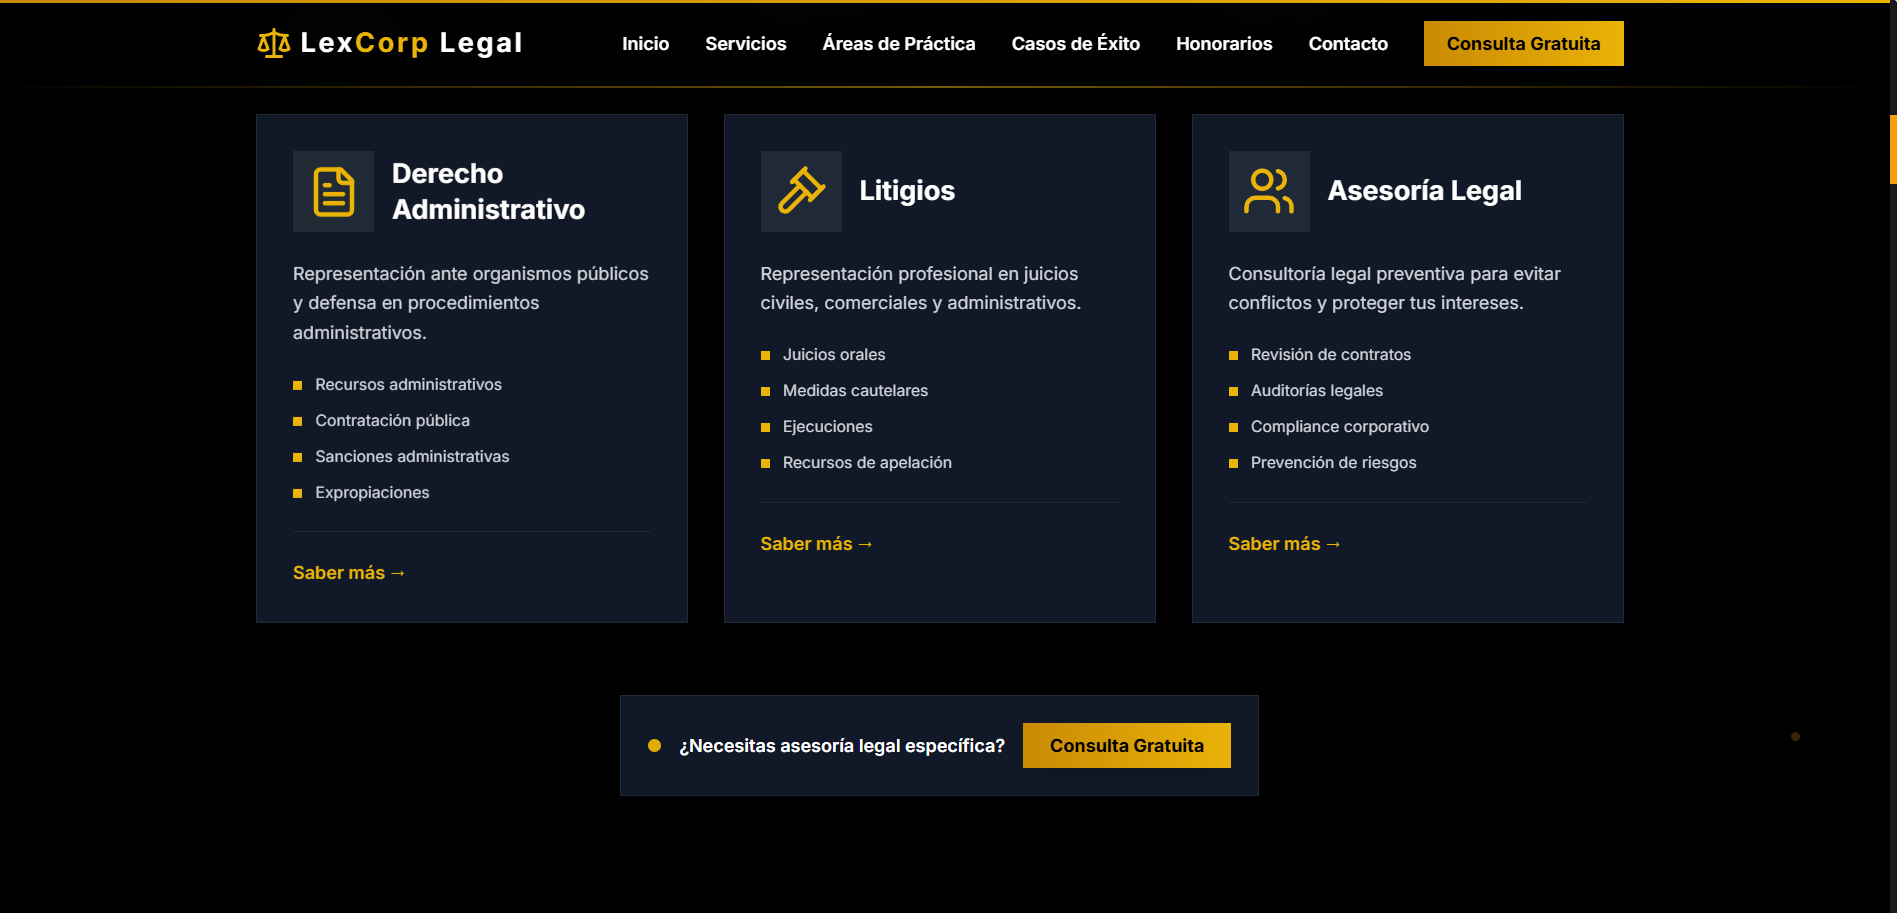 LexCorp Legal
Inicio
Servicios
Áreas de Práctica
Casos de Éxito
Honorarios
Contacto
Consulta Gratuita
Derecho
Administrativo
Representación ante organismos públicos
y defensa en procedimientos
administrativos.
Recursos administrativos
Contratación pública
Sanciones administrativas
Expropiaciones
Saber más →
Litigios
Representación profesional en juicios
civiles, comerciales y administrativos.
Juicios orales
Medidas cautelares
Ejecuciones
Recursos de apelación
Saber más →
Asesoría Legal
Consultoría legal preventiva para evitar
conflictos y proteger tus intereses.
Revisión de contratos
Auditorías legales
Compliance corporativo
Prevención de riesgos
Saber más →
¿Necesitas asesoría legal específica?
Consulta Gratuita